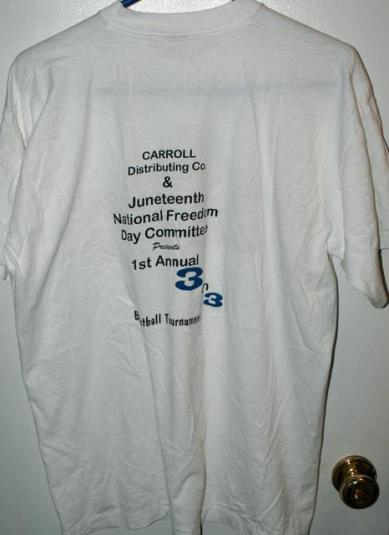 CARROLL
Distributing Co.
&
Juneteenth
National Freedom
Day Committee
Presents
1st Annual
3
n
3
Tournament